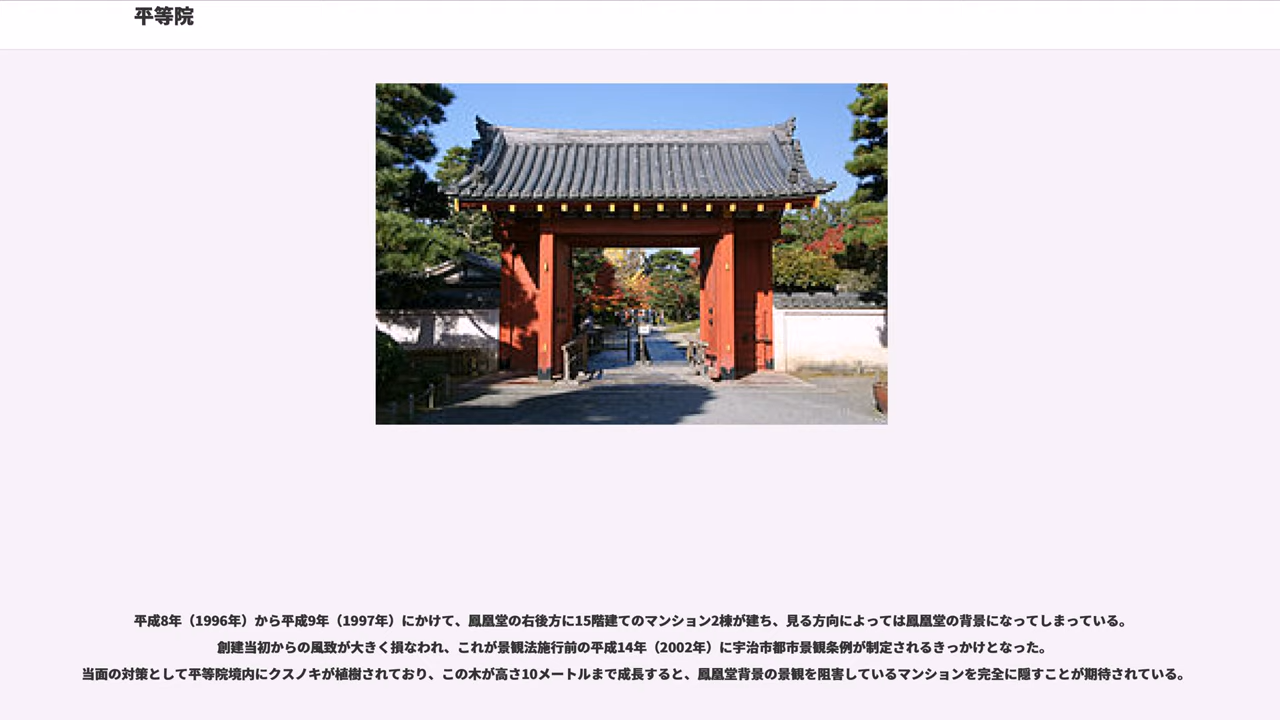 平等院
平成8年（1996年）から平成9年（1997年）にかけて、鳳凰堂の右後方に15階建てのマンション2棟が建ち、見る方向によっては鳳凰堂の背景になってしまっている。
創建当初からの風致が大きく損なわれ、これが景観法施行前の平成14年（2002年）に宇治市都市景観条例が制定されるきっかけとなった。
当面の対策として平等院境内にクスノキが植樹されており、この木が高さ10メートルまで成長すると、鳳凰堂背景の景観を阻害しているマンションを完全に隠すことが期待されている。